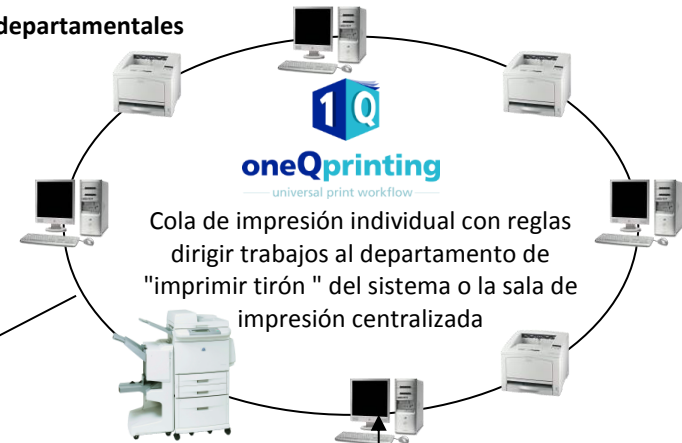 departamentales
1Q
oneQprinting
universal print workflow
Cola de impresión individual con reglas
dirigir trabajos al departamento de
"imprimir tirón " del sistema o la sala de
impresión centralizada